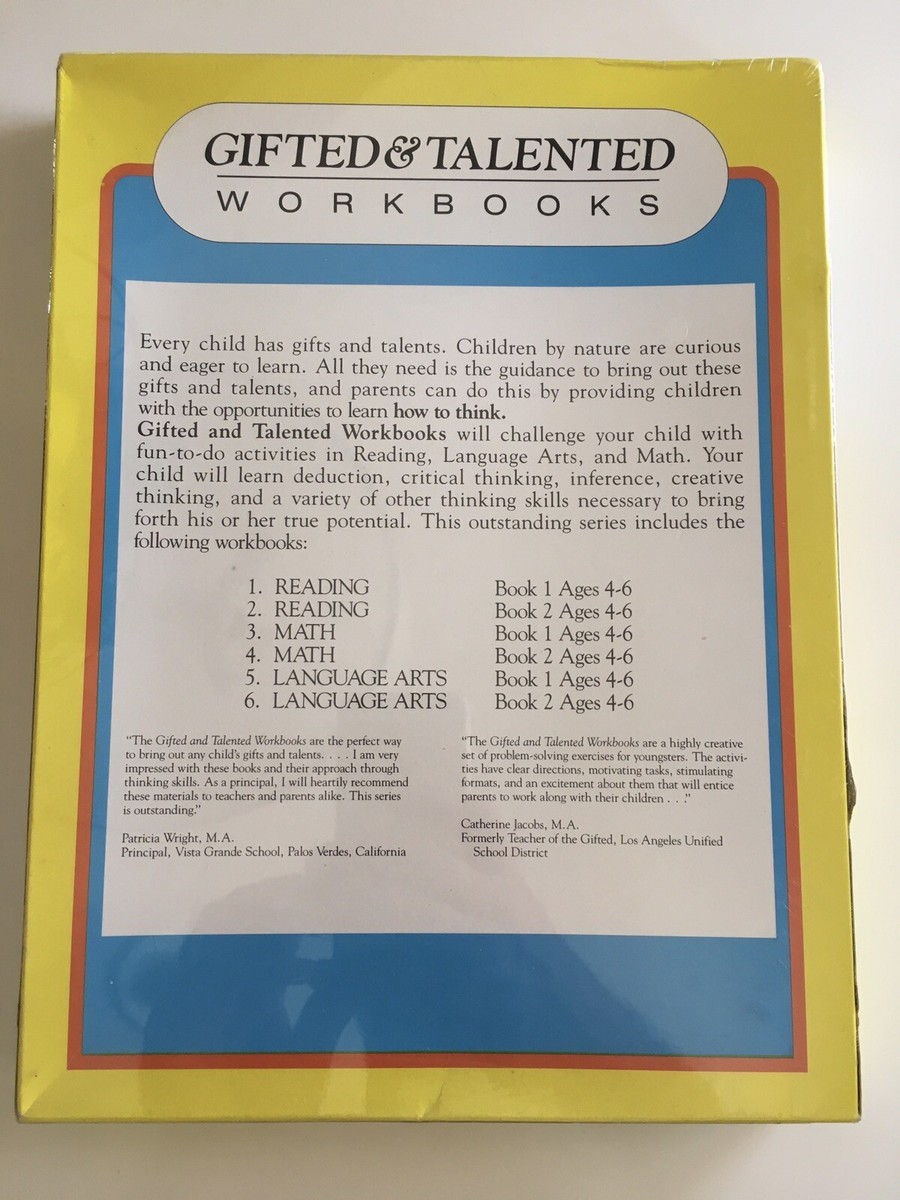 GIFTED & TALENTED
WORKBOOKS
Every child has gifts and talents. Children by nature are curious
and eager to learn. All they need is the guidance to bring out these
gifts and talents, and parents can do this by providing children
with the opportunities to learn how to think.
Gifted and Talented Workbooks will challenge your child with
fun-to-do activities in Reading, Language Arts, and Math. Your
child will learn deduction, critical thinking, inference, creative
thinking, and a variety of other thinking skills necessary to bring
forth his or her true potential. This outstanding series includes the
following workbooks:
1. READING Book 1 Ages 4-6
2. READING Book 2 Ages 4-6
3. MATH Book 1 Ages 4-6
4. MATH Book 2 Ages 4-6
5. LANGUAGE ARTS Book 1 Ages 4-6
6. LANGUAGE ARTS Book 2 Ages 4-6
"The Gifted and Talented Workbooks are the perfect way
to bring out any child's gifts and talents. . . . I am very
impressed with these books and their approach through
thinking skills. As a principal, I will heartily recommend
these materials to teachers and parents alike. This series
is outstanding."
Patricia Wright, M.A.
Principal, Vista Grande School, Palos Verdes, California
"The Gifted and Talented Workbooks are a highly creative
set of problem-solving exercises for youngsters. The activi-
ties have clear directions, motivating tasks, stimulating
formats, and an excitement about them that will entice
parents to work along with their children . . ."
Catherine Jacobs, M.A.
Formerly Teacher of the Gifted, Los Angeles Unified
School District